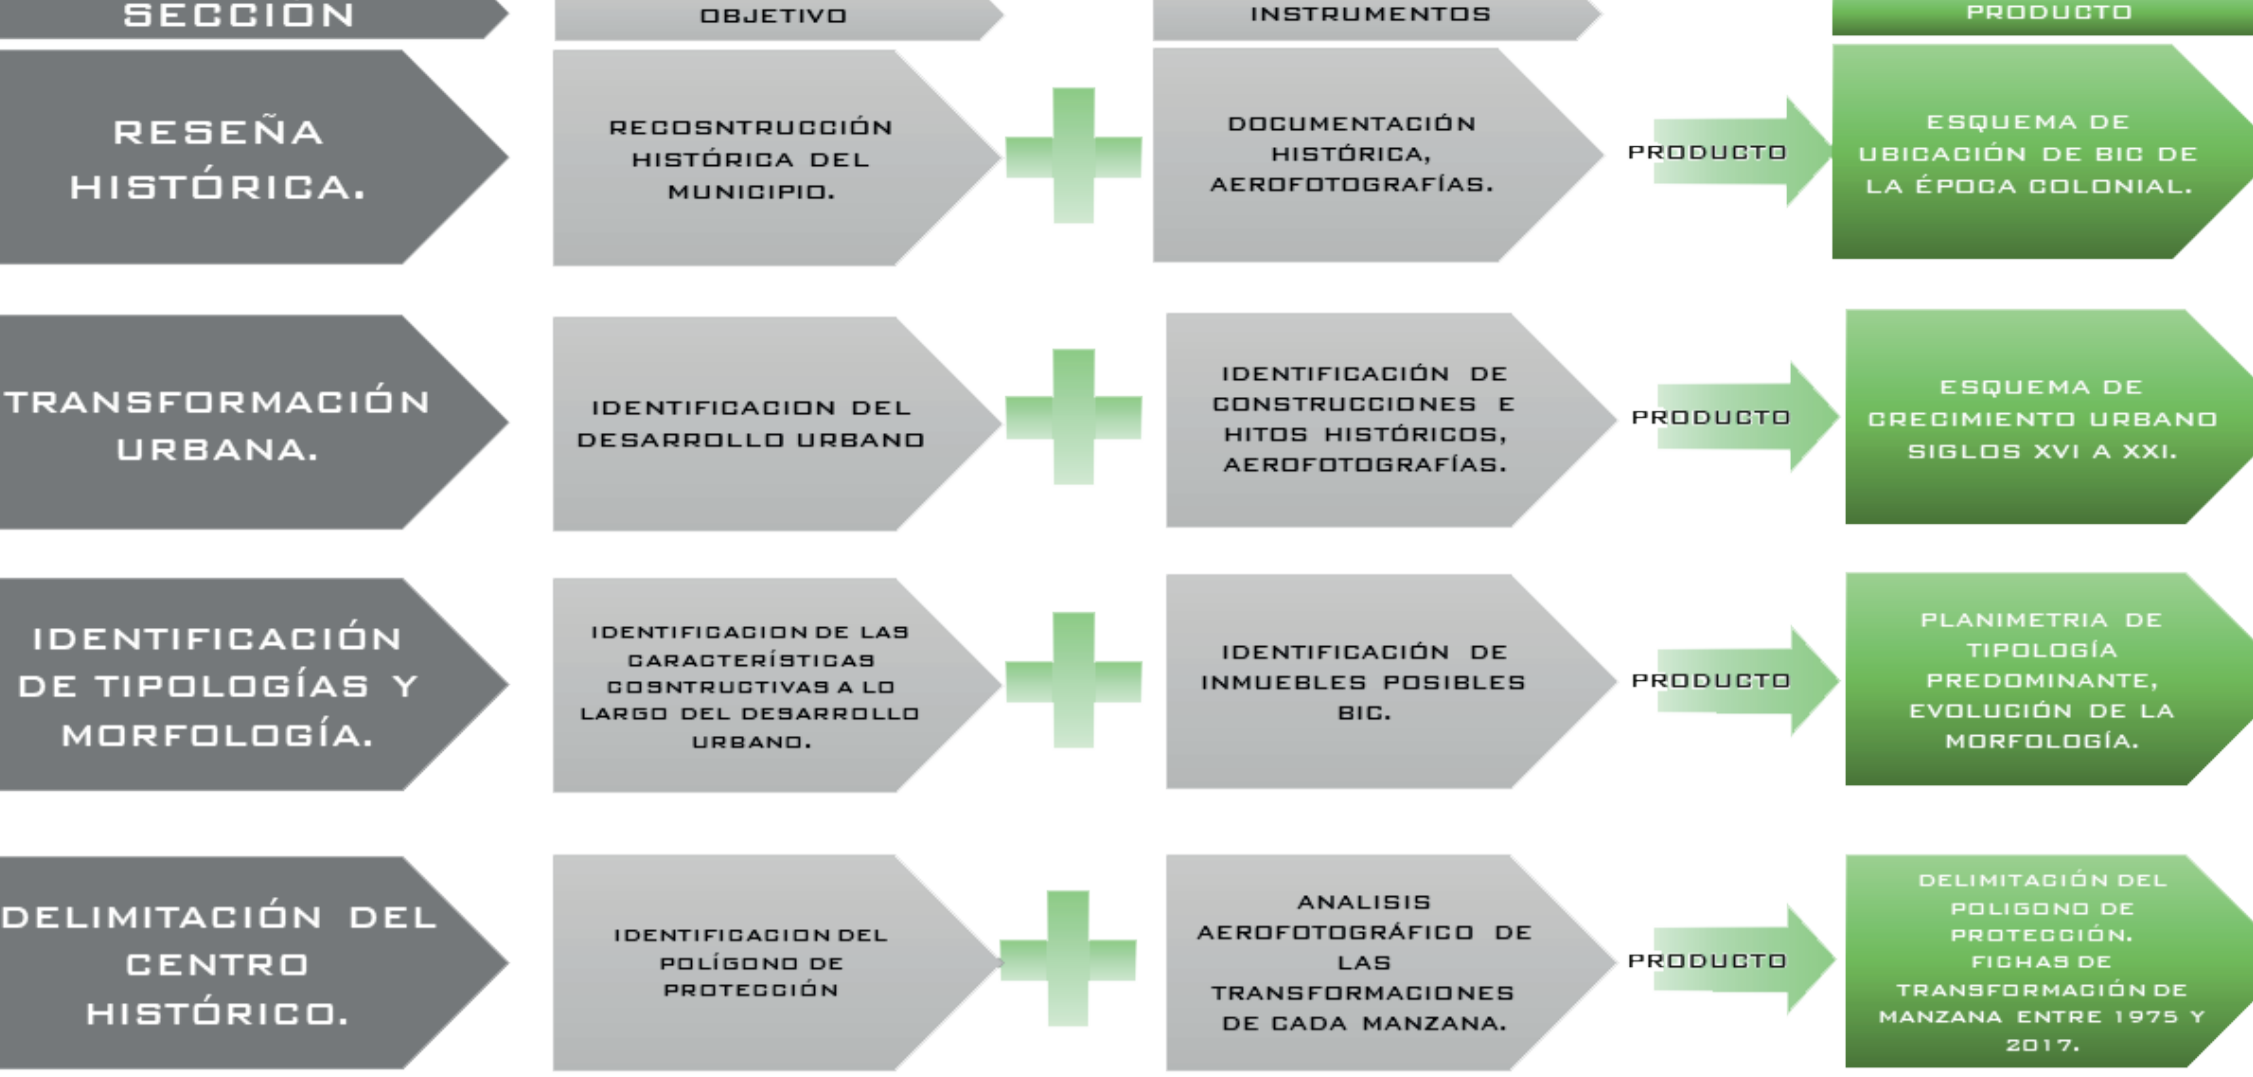 SECCION
OBJETIVO
INSTRUMENTOS
PRODUCTO
RESEÑA
HISTÓRICA.
RECOSNTRUCCIÓN
HISTÓRICA DEL
MUNICIPIO.
DOCUMENTACIÓN
HISTÓRICA,
AEROFOTOGRAFÍAS.
PRODUCTO
ESQUEMA DE
UBICACIÓN DE BIC DE
LA ÉPOCA COLONIAL.
TRANSFORMACIÓN
URBANA.
IDENTIFICACION DEL
DESARROLLO URBANO
IDENTIFICACIÓN DE
CONSTRUCCIONES E
HITOS HISTÓRICOS,
AEROFOTOGRAFÍAS.
PRODUCTO
ESQUEMA DE
CRECIMIENTO URBANO
SIGLOS XVI A XXI.
IDENTIFICACIÓN
DE TIPOLOGÍAS Y
MORFOLOGÍA.
IDENTIFICACION DE LAS
CARACTERÍSTICAS
COSNTRUCTIVAS A LO
LARGO DEL DESARROLLO
URBANO.
IDENTIFICACIÓN DE
INMUEBLES POSIBLES
BIC.
PRODUCTO
PLANIMETRIA DE
TIPOLOGÍA
PREDOMINANTE,
EVOLUCIÓN DE LA
MORFOLOGÍA.
DELIMITACIÓN DEL
CENTRO
HISTÓRICO.
IDENTIFICACION DEL
POLÍGONO DE
PROTECCIÓN
ANALISIS
AEROFOTOGRÁFICO DE
LAS
TRANSFORMACIONES
DE CADA MANZANA.
PRODUCTO
DELIMITACIÓN DEL
POLIGONO DE
PROTECCIÓN.
FICHAS DE
TRANSFORMACIÓN DE
MANZANA ENTRE 1975 Y
2017.